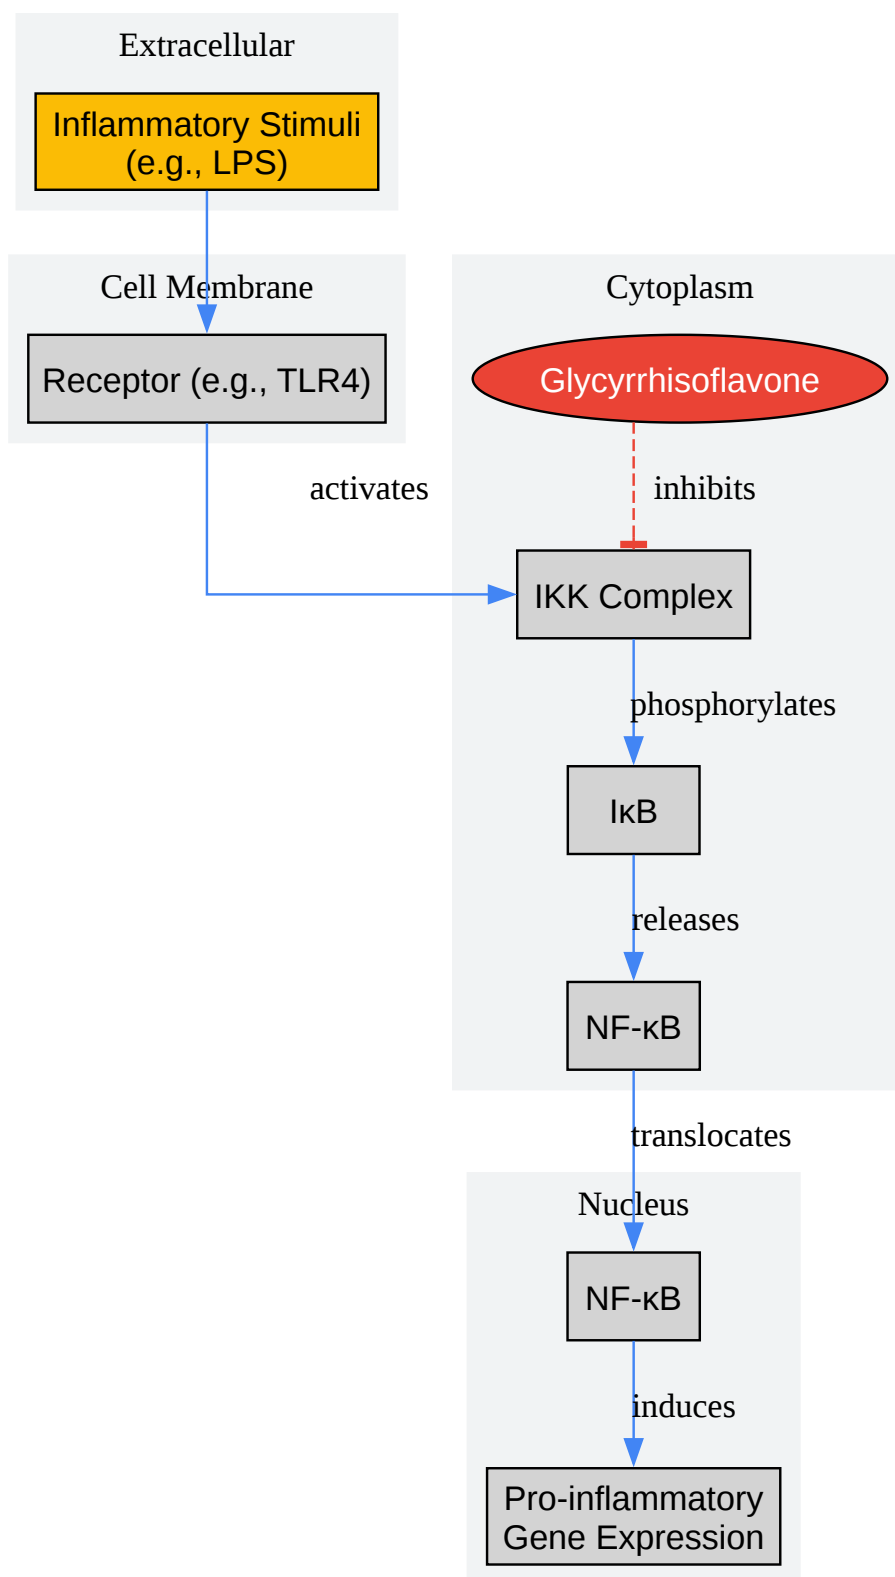 Extracellular
Inflammatory Stimuli
(e.g., LPS)
Cell Membrane
Receptor (e.g., TLR4)
Cytoplasm
Glycyrrhisoflavone
activates
inhibits
IKK Complex
phosphorylates
IκB
releases
NF-κB
translocates
Nucleus
NF-κB
induces
Pro-inflammatory
Gene Expression